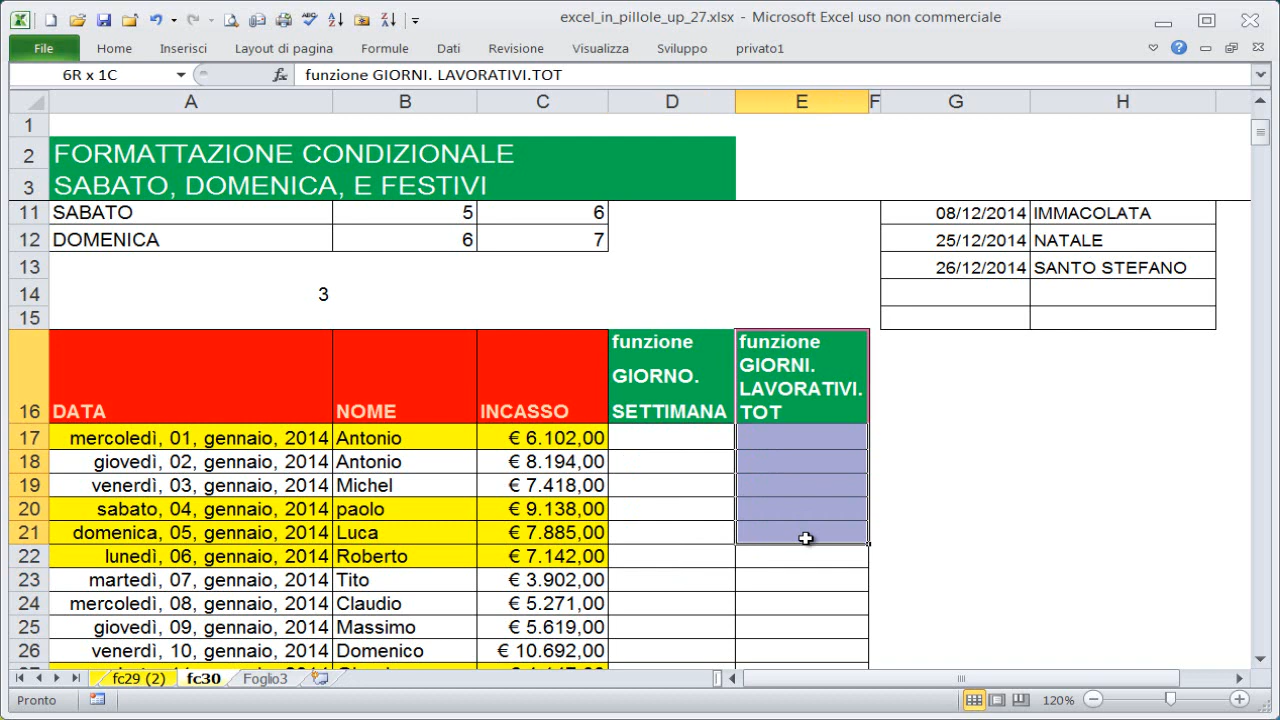 excel_in_pillole_up_27.xlsx - Microsoft Excel uso non commerciale
File Home Inserisci Layout di pagina Formule Dati Revisione Visualizza Sviluppo privato1
6R x 1C fx funzione GIORNI. LAVORATIVI.TOT
A B C D E F G H
1
2 FORMATTAZIONE CONDIZIONALE
3 SABATO, DOMENICA, E FESTIVI
11 SABATO 5 6 08/12/2014 IMMACOLATA
12 DOMENICA 6 7 25/12/2014 NATALE
13 26/12/2014 SANTO STEFANO
14 3
15
funzione
GIORNO.
SETTIMANA
funzione
GIORNI.
LAVORATIVI.
TOT
16 DATA NOME INCASSO
17 mercoledì, 01, gennaio, 2014 Antonio € 6.102,00
18 giovedì, 02, gennaio, 2014 Antonio € 8.194,00
19 venerdì, 03, gennaio, 2014 Michel € 7.418,00
20 sabato, 04, gennaio, 2014 paolo € 9.138,00
21 domenica, 05, gennaio, 2014 Luca € 7.885,00
22 lunedì, 06, gennaio, 2014 Roberto € 7.142,00
23 martedì, 07, gennaio, 2014 Tito € 3.902,00
24 mercoledì, 08, gennaio, 2014 Claudio € 5.271,00
25 giovedì, 09, gennaio, 2014 Massimo € 5.619,00
26 venerdì, 10, gennaio, 2014 Domenico € 10.692,00
fc29 (2) fc30 Foglio3
Pronto 120%